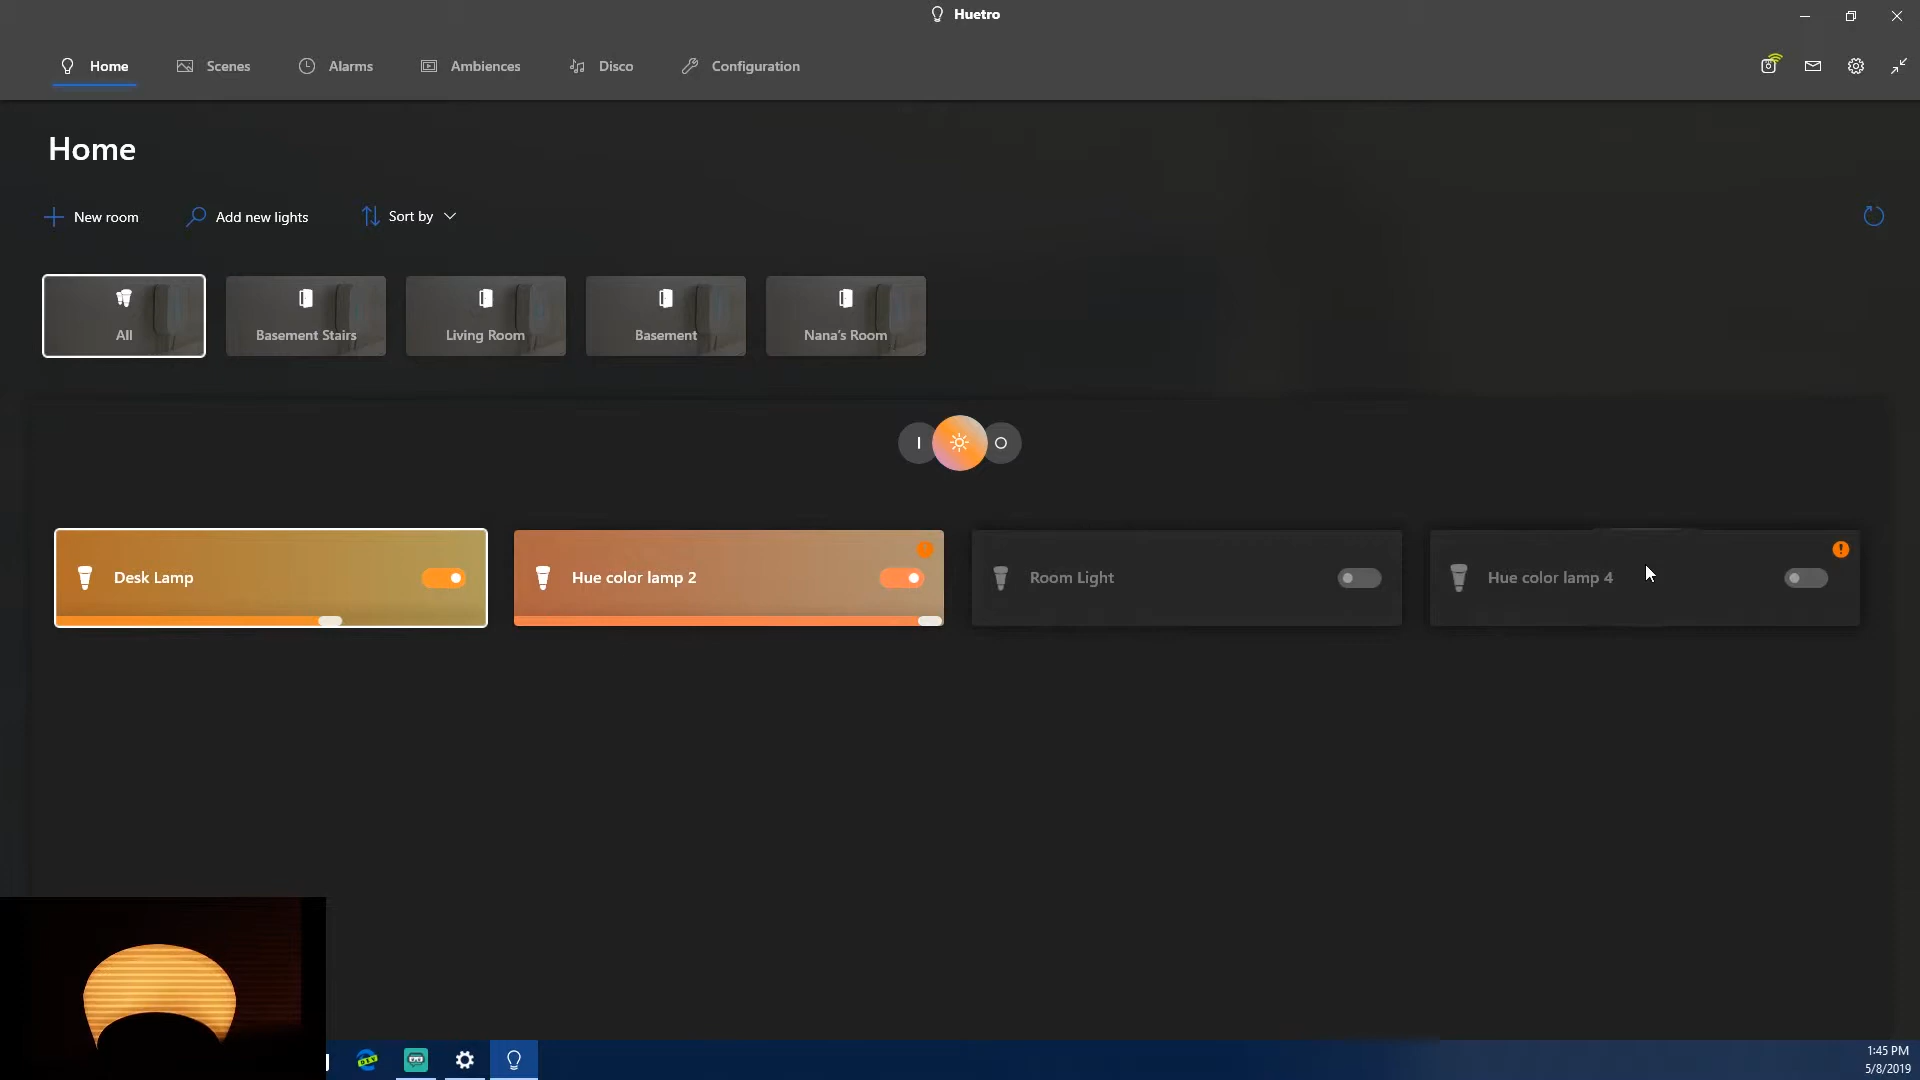 Huetro
Home Scenes Alarms Ambiences Disco Configuration
Home
New room Add new lights Sort by
All Basement Stairs Living Room Basement Nana's Room
Desk Lamp Hue color lamp 2 Room Light Hue color lamp 4
DEV
1:45 PM
5/8/2019